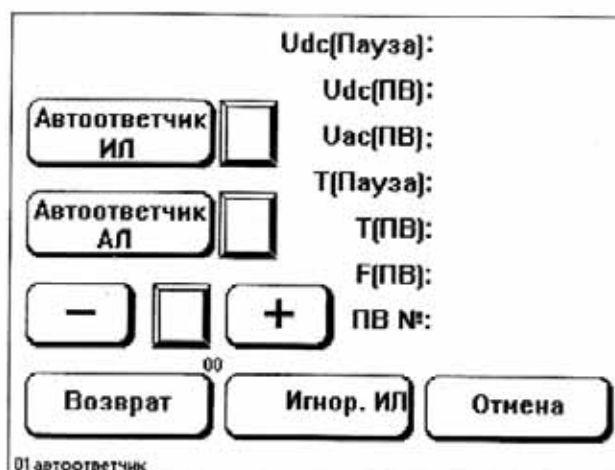 Udc(Пауза):
Udc(ПВ):
Автоответчик
ИЛ
Uac(ПВ):
T(Пауза):
Автоответчик
АЛ
T(ПВ):
F(ПВ):
−
+
ПВ №:
00
Возврат
Игнор. ИЛ
Отмена
01 автоответчик